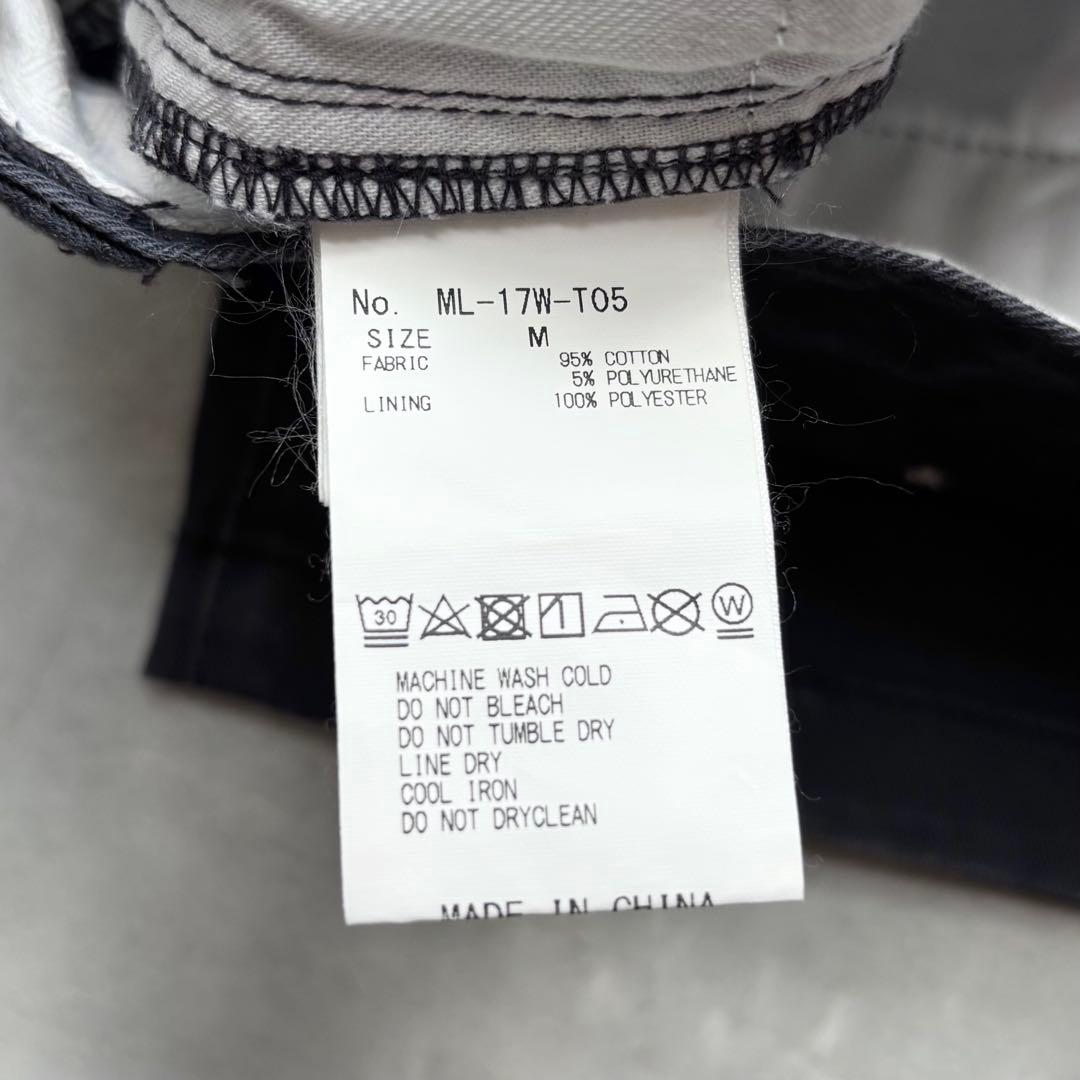 No. ML-17W-T05
SIZE M
FABRIC 95% COTTON
5% POLYURETHANE
LINING 100% POLYESTER
30 W
MACHINE WASH COLD
DO NOT BLEACH
DO NOT TUMBLE DRY
LINE DRY
COOL IRON
DO NOT DRYCLEAN
MADE IN CHINA